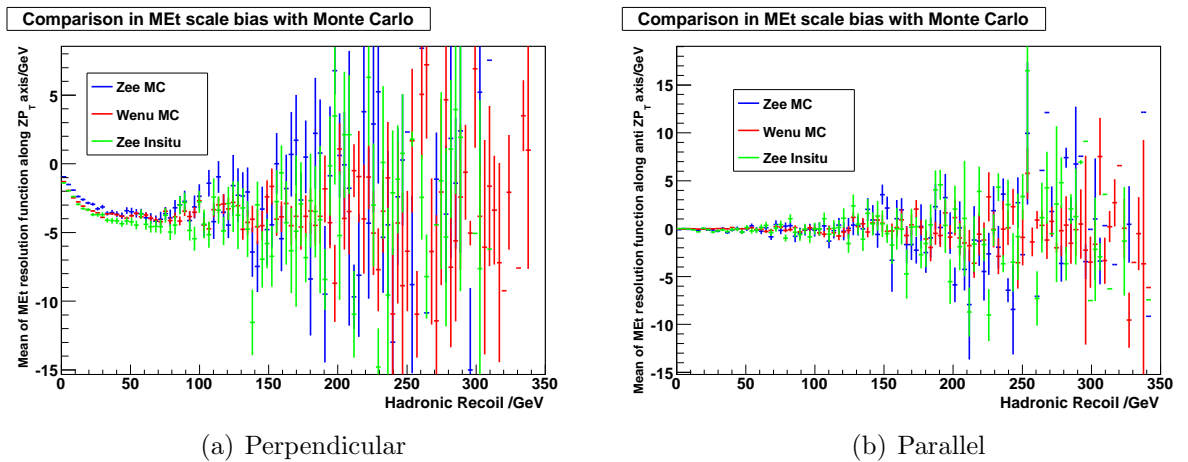 Comparison in MEt scale bias with Monte Carlo
Mean of MEt resolution function along ZP_T axis/GeV
Zee MC
Wenu MC
Zee Insitu
5
0
-5
-10
-15
0 50 100 150 200 250 300 350
Hadronic Recoil /GeV
(a) Perpendicular
Comparison in MEt scale bias with Monte Carlo
Mean of MEt resolution function along anti ZP_T axis/GeV
Zee MC
Wenu MC
Zee Insitu
15
10
5
0
-5
-10
-15
0 50 100 150 200 250 300 350
Hadronic Recoil /GeV
(b) Parallel